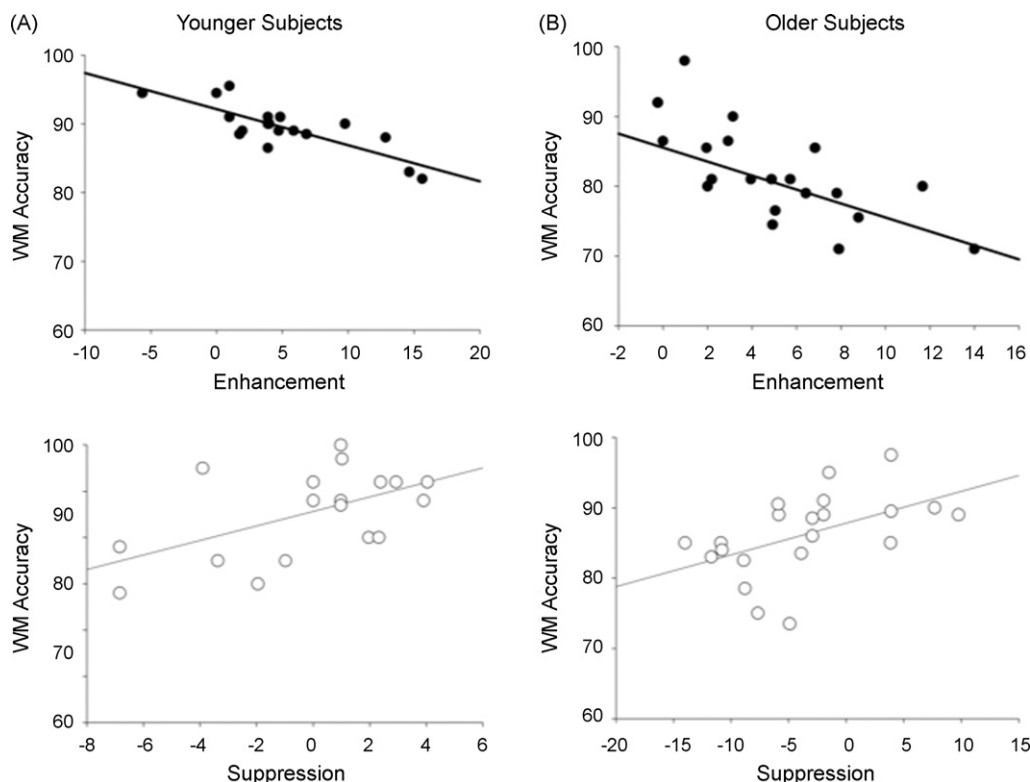 (A) Younger Subjects
(B) Older Subjects
WM Accuracy
100
90
80
70
60
-10 -5 0 5 10 15 20
Enhancement
WM Accuracy
100
90
80
70
60
-2 0 2 4 6 8 10 12 14 16
Enhancement
WM Accuracy
100
90
80
70
60
-8 -6 -4 -2 0 2 4 6
Suppression
WM Accuracy
100
90
80
70
60
-20 -15 -10 -5 0 5 10 15
Suppression